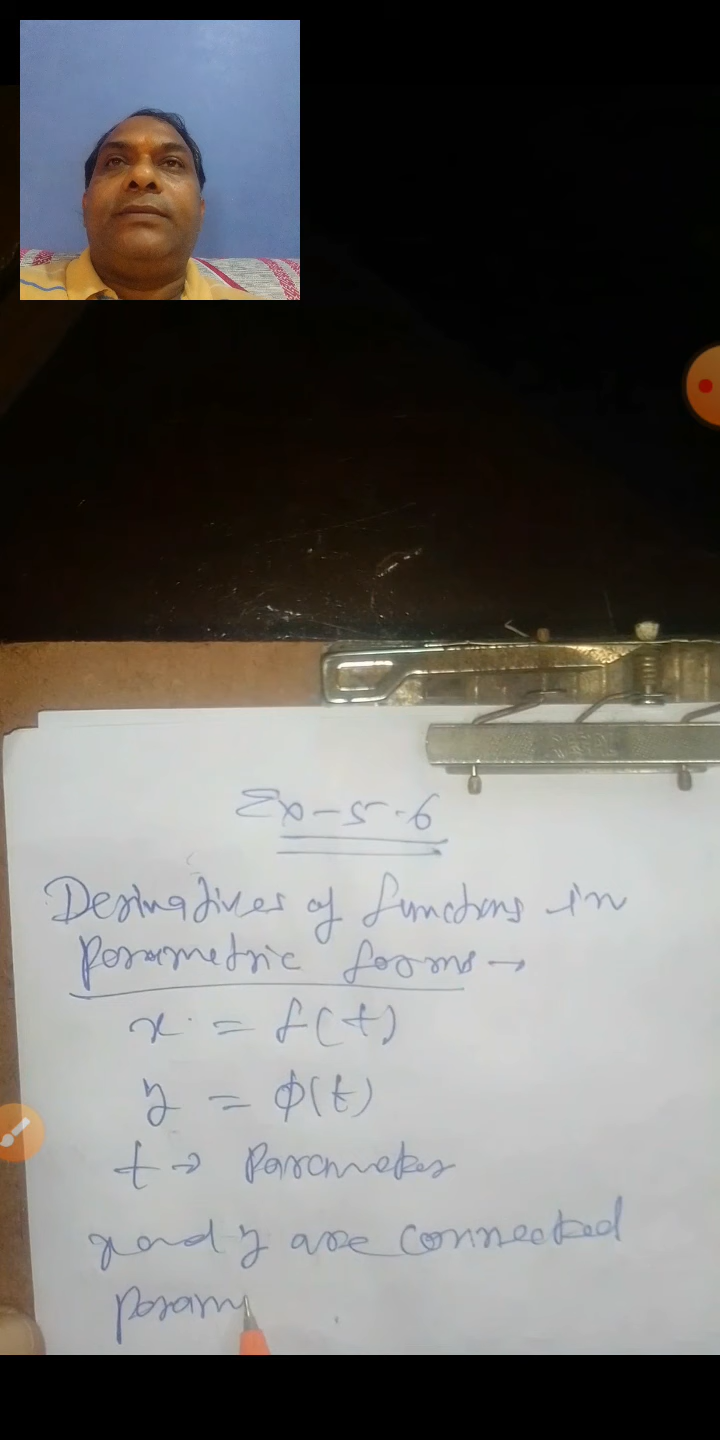 Ex-5.6
Derivatives of functions in
Parametric forms →
x = f(t)
y = ϕ(t)
t → Parameter
x and y are connected
param